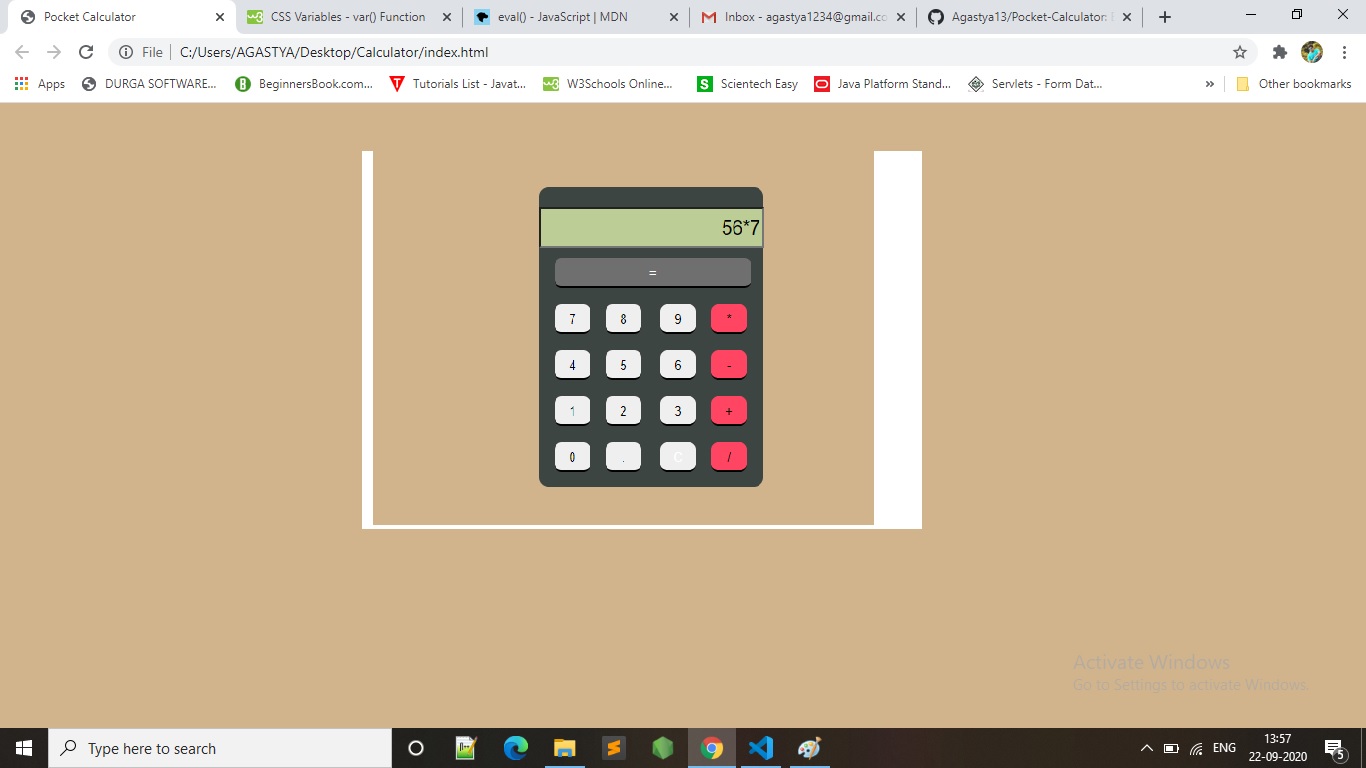 Pocket Calculator
CSS Variables - var() Function
eval() - JavaScript | MDN
Inbox - agastya1234@gmail.co
Agastya13/Pocket-Calculator:
File
C:/Users/AGASTYA/Desktop/Calculator/index.html
Apps
DURGA SOFTWARE...
BeginnersBook.com...
Tutorials List - Javat...
W3Schools Online...
Scientech Easy
Java Platform Stand...
Servlets - Form Dat...
»
Other bookmarks
56*7
=
7 8 9 *
4 5 6 -
1 2 3 +
0 . C /
Activate Windows
Go to Settings to activate Windows.
Type here to search
ENG
13:57
22-09-2020
5